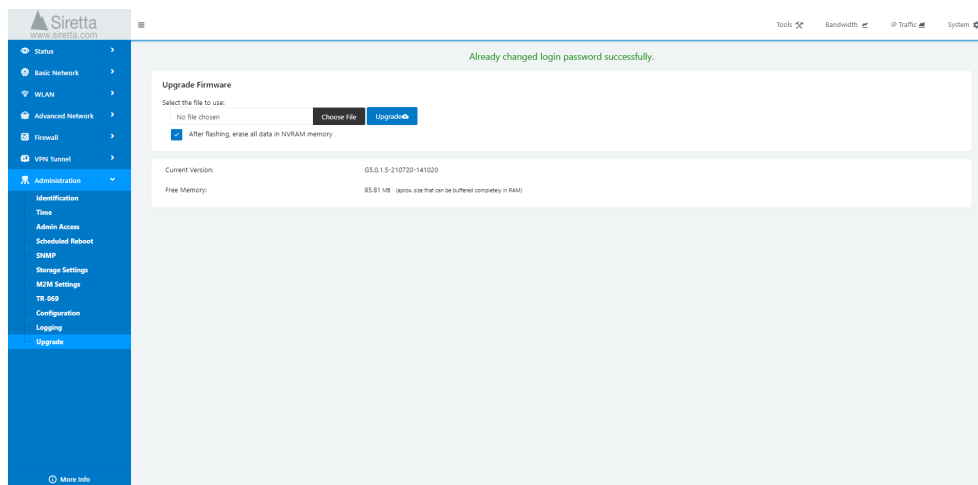 Siretta
www.siretta.com
Tools
Bandwidth
IP Traffic
System
Status
Basic Network
WLAN
Advanced Network
Firewall
VPN Tunnel
Administration
Identification
Time
Admin Access
Scheduled Reboot
SNMP
Storage Settings
M2M Settings
TR-069
Configuration
Logging
Upgrade
More Info
Already changed login password successfully.
Upgrade Firmware
Select the file to use:
No file chosen Choose File Upgrade
After flashing, erase all data in NVRAM memory
Current Version: G5.0.1.5-210720-141020
Free Memory: 85.81 MB (aprox. size that can be buffered completely in RAM)